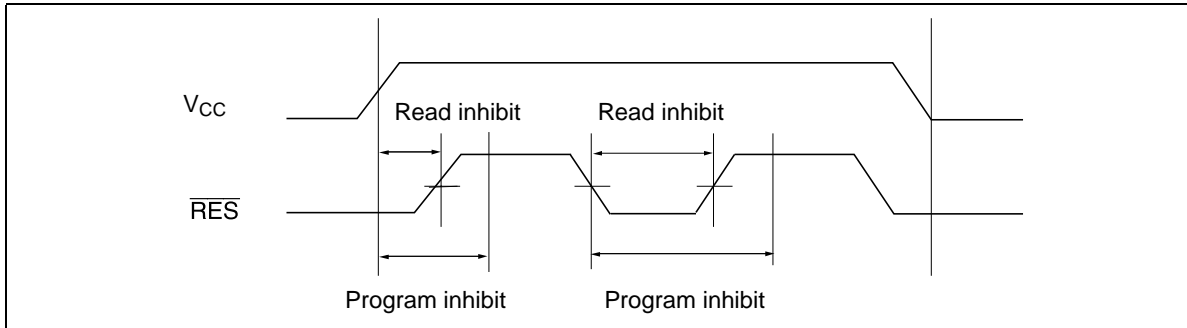 VCC
Read inhibit Read inhibit
RES
Program inhibit Program inhibit